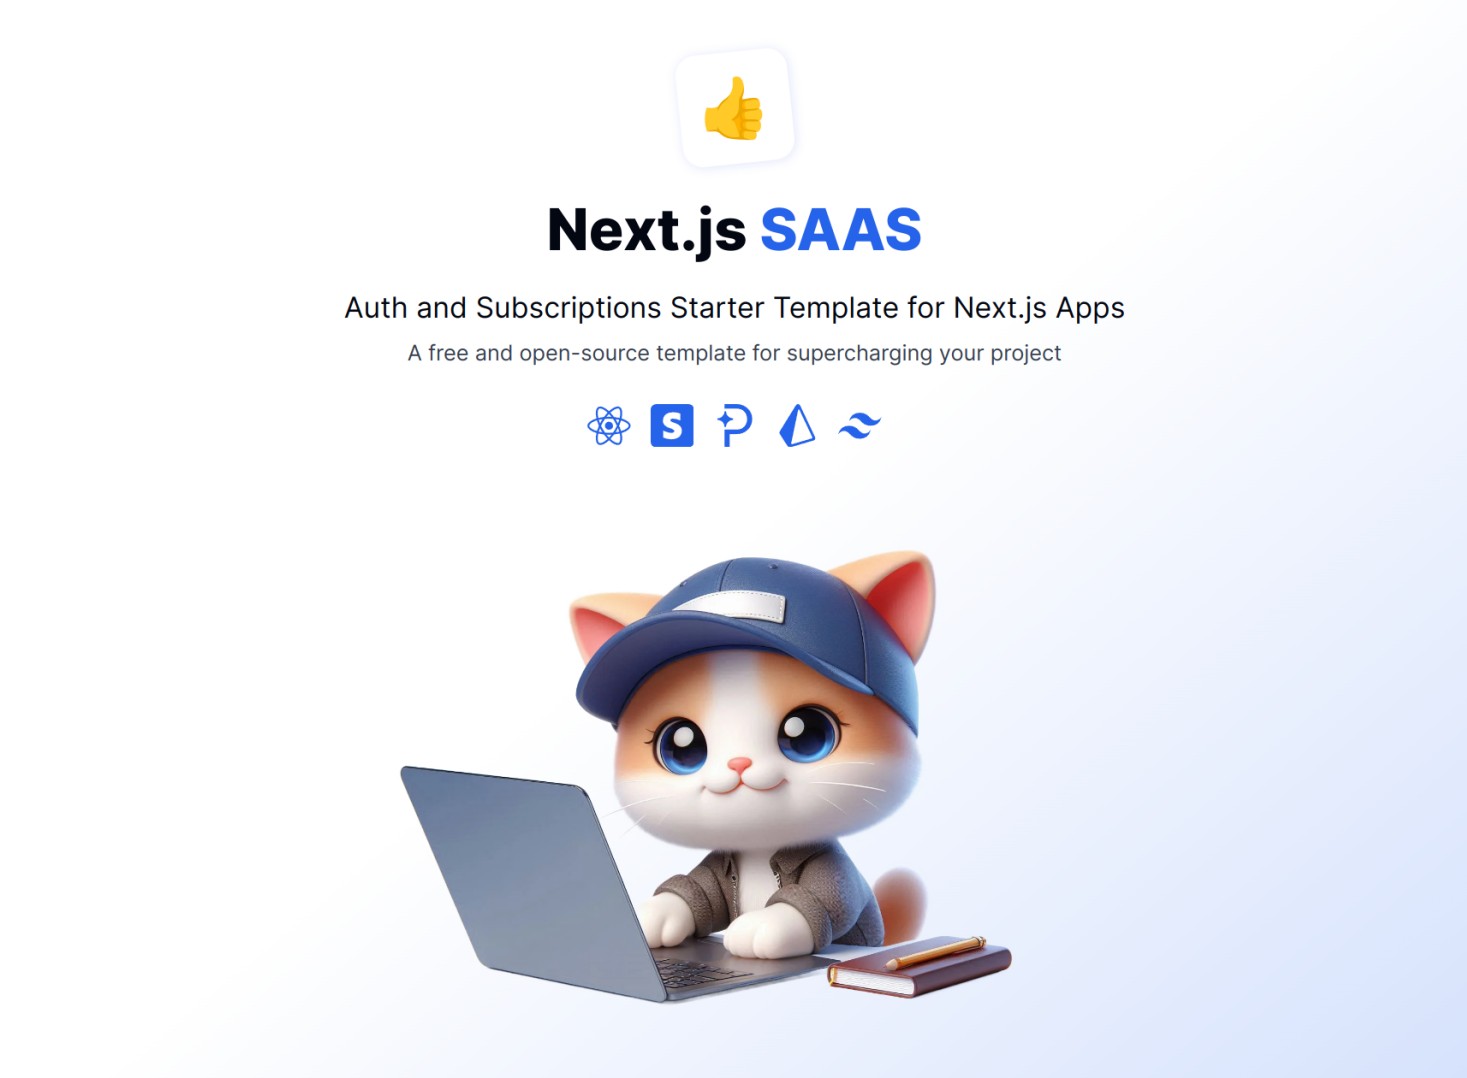 Next.js SAAS
Auth and Subscriptions Starter Template for Next.js Apps
A free and open-source template for supercharging your project